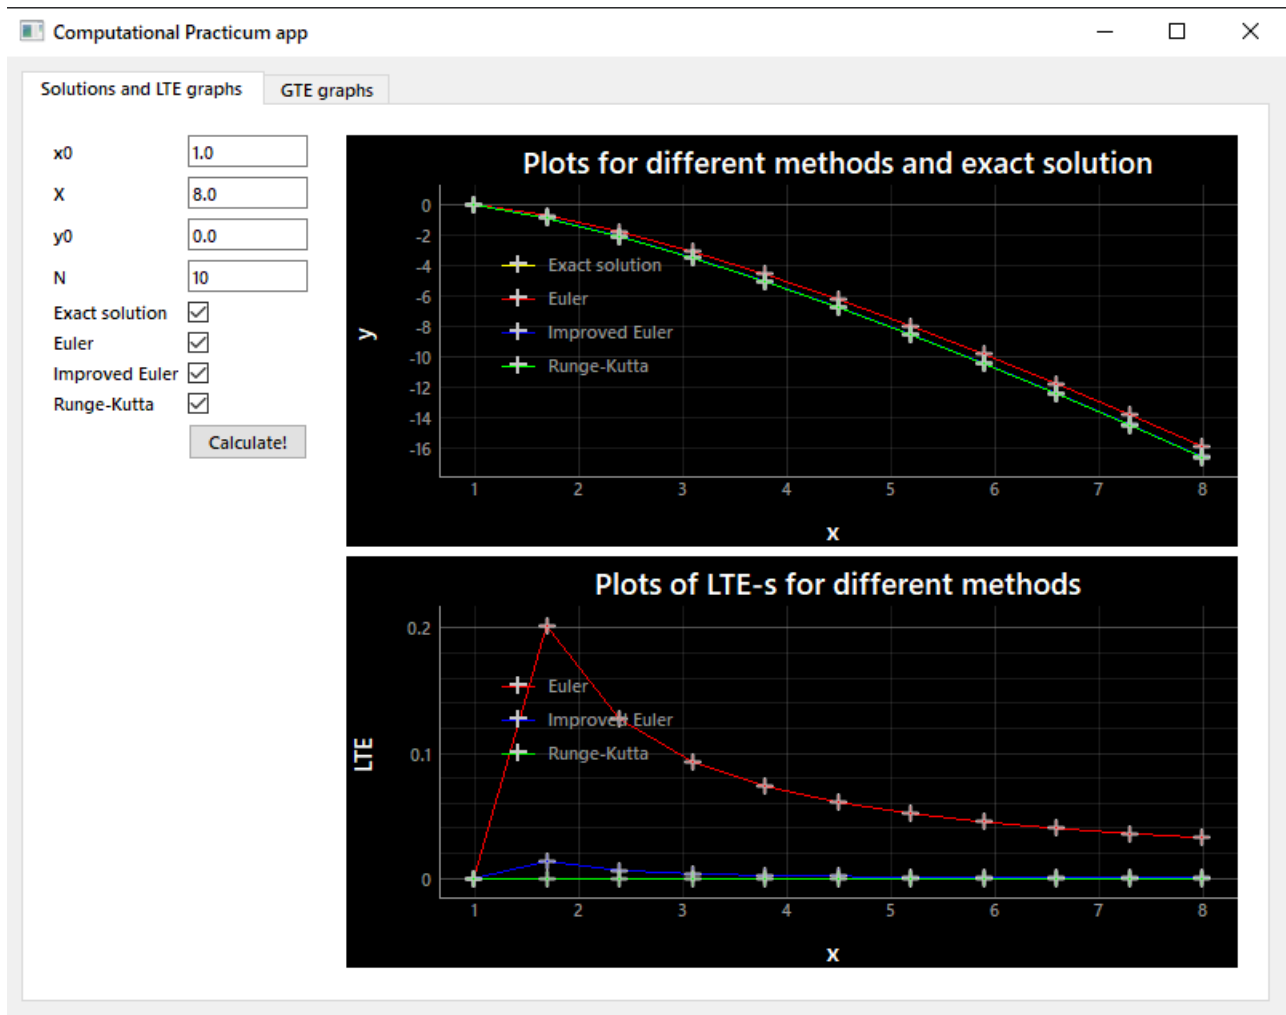 Computational Practicum app
Solutions and LTE graphs
GTE graphs
x0
1.0
X
8.0
y0
0.0
N
10
Exact solution
Euler
Improved Euler
Runge-Kutta
Calculate!
Plots for different methods and exact solution
0
-2
-4
-6
-8
-10
-12
-14
-16
y
Exact solution
Euler
Improved Euler
Runge-Kutta
1 2 3 4 5 6 7 8
x
Plots of LTE-s for different methods
0.2
0.1
0
LTE
Euler
Improved Euler
Runge-Kutta
1 2 3 4 5 6 7 8
x